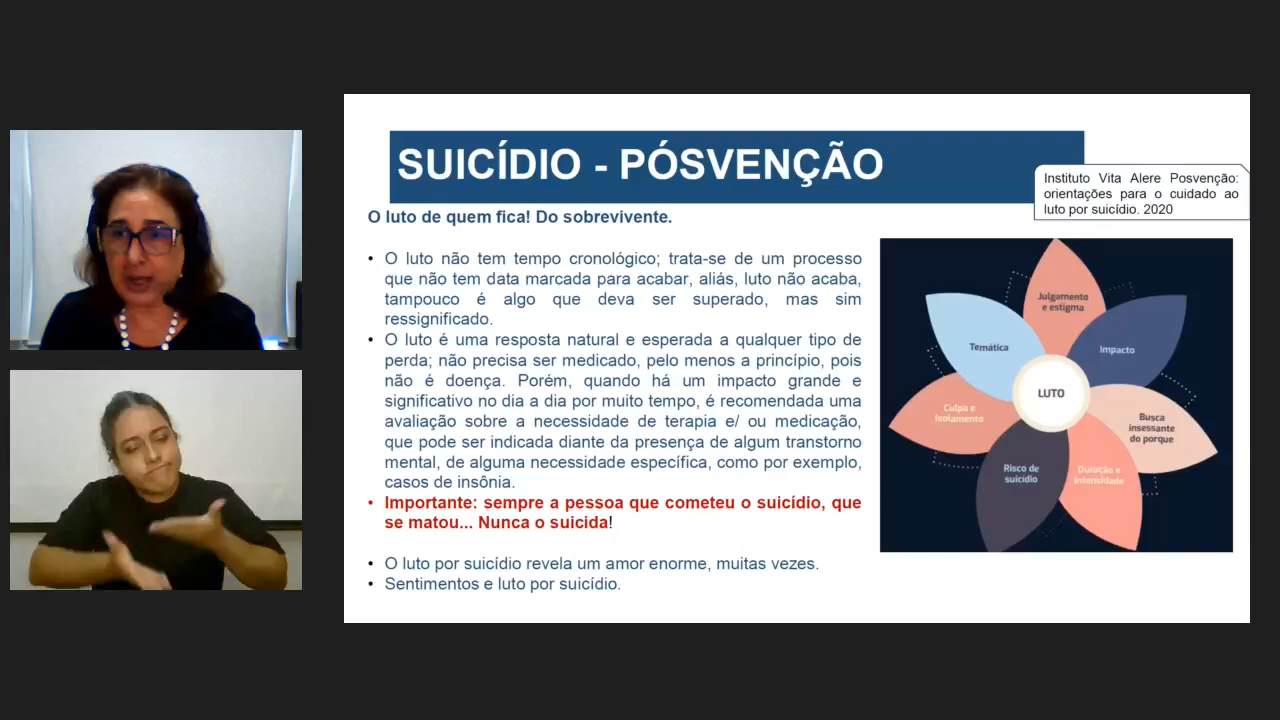 SUICÍDIO - PÓSVENÇÃO
Instituto Vita Alere Posvenção:
orientações para o cuidado ao
luto por suicídio. 2020
O luto de quem fica! Do sobrevivente.
• O luto não tem tempo cronológico; trata-se de um processo
que não tem data marcada para acabar, aliás, luto não acaba,
tampouco é algo que deva ser superado, mas sim
ressignificado.
• O luto é uma resposta natural e esperada a qualquer tipo de
perda; não precisa ser medicado, pelo menos a princípio, pois
não é doença. Porém, quando há um impacto grande e
significativo no dia a dia por muito tempo, é recomendada uma
avaliação sobre a necessidade de terapia e/ ou medicação,
que pode ser indicada diante da presença de algum transtorno
mental, de alguma necessidade específica, como por exemplo,
casos de insônia.
• Importante: sempre a pessoa que cometeu o suicídio, que
se matou... Nunca o suicida!
• O luto por suicídio revela um amor enorme, muitas vezes.
• Sentimentos e luto por suicídio.
Julgamento
e estigma
Temática
Impacto
LUTO
Culpa e
Isolamento
Busca
insessante
do porque
Risco de
suicídio
Duração e
intensidade